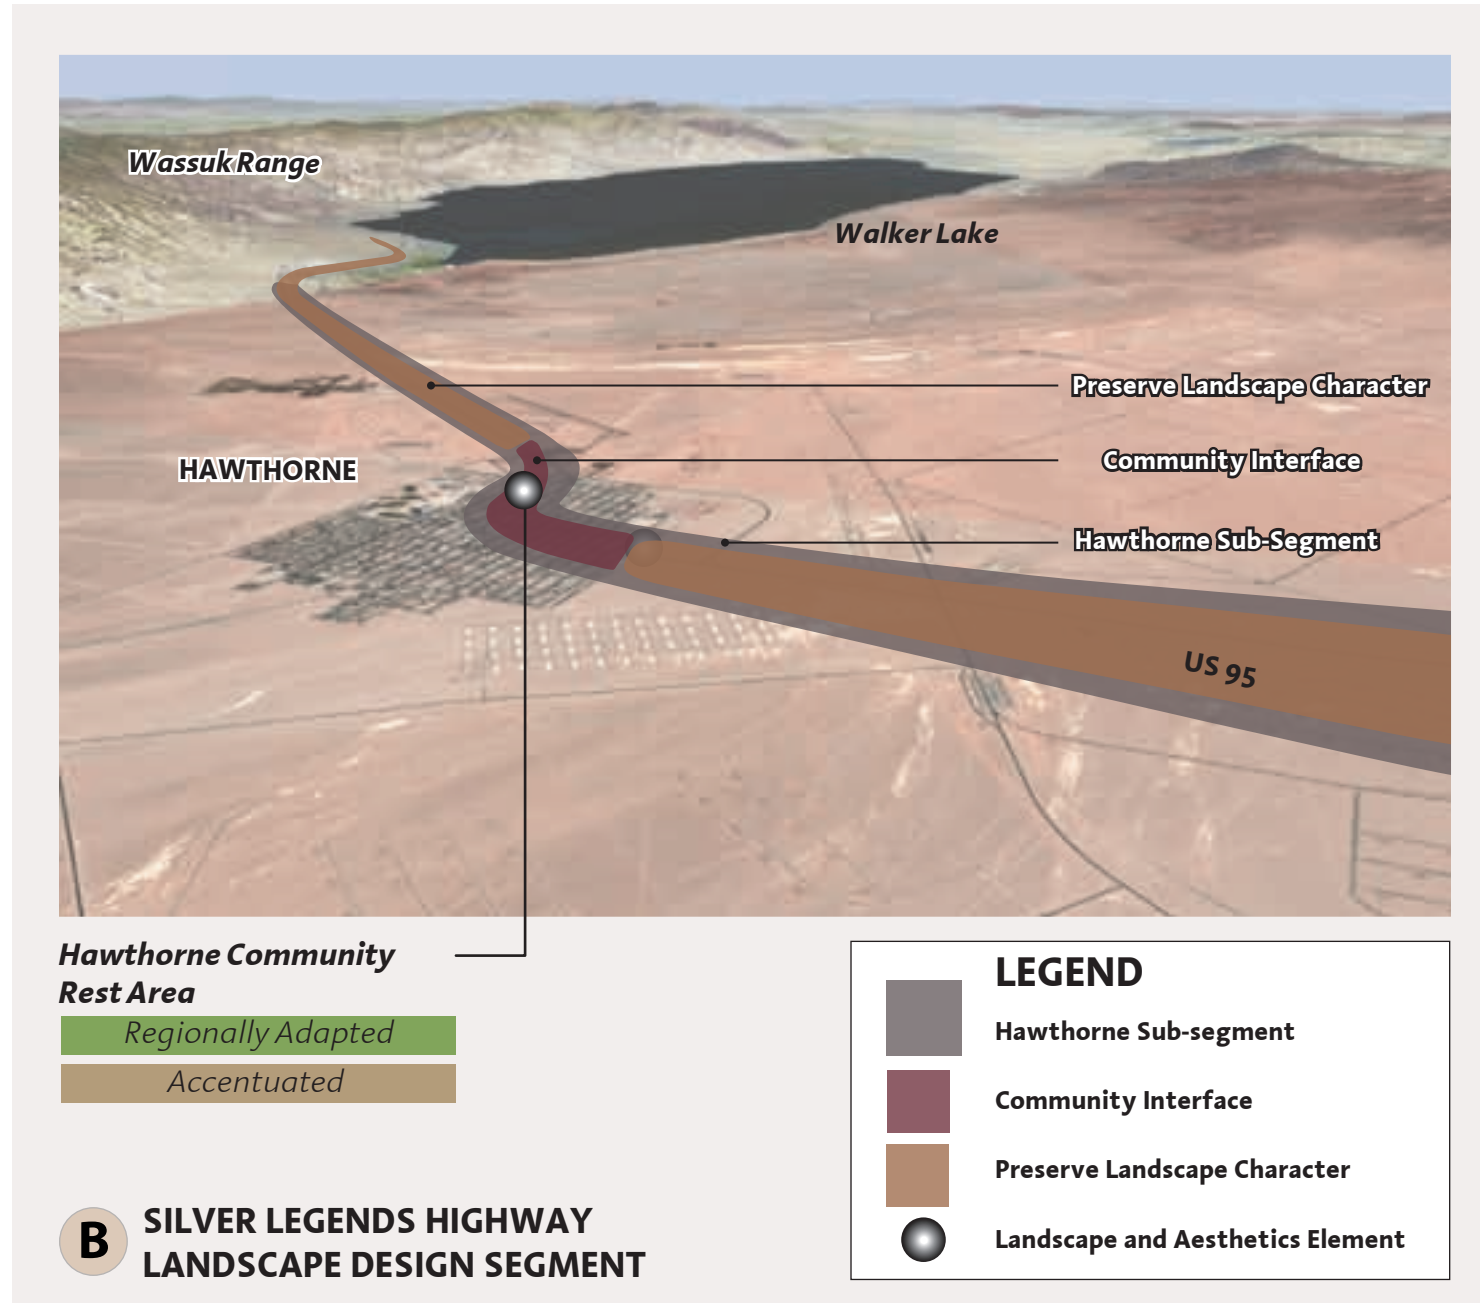 Wassuk Range
Walker Lake
Preserve Landscape Character
HAWTHORNE
Community Interface
Hawthorne Sub-Segment
US 95
Hawthorne Community
Rest Area
Regionally Adapted
Accentuated
B
SILVER LEGENDS HIGHWAY
LANDSCAPE DESIGN SEGMENT
LEGEND
Hawthorne Sub-segment
Community Interface
Preserve Landscape Character
Landscape and Aesthetics Element